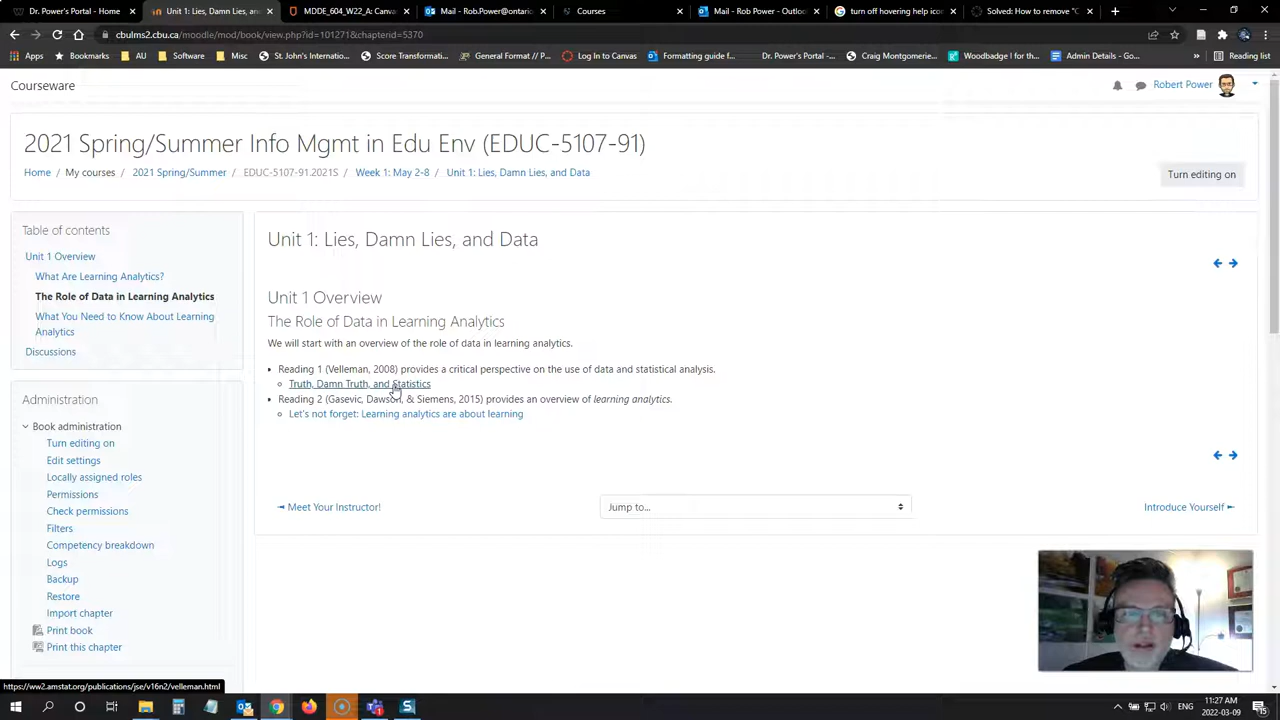 Dr. Power's Portal - Home
Unit 1: Lies, Damn Lies, and
MDDE_604_W22_A: Canv
Mail - Rob.Power@ontario
Courses
Mail - Rob Power - Outloo
turn off hovering help ico
Solved: How to remove "C
cbulms2.cbu.ca/moodle/mod/book/view.php?id=101271&chapterid=5370
Apps
Bookmarks
AU
Software
Misc
St. John's Internatio...
Score Transformatio...
General // P...
Log In to Canvas
Formatting guide f...
Dr. Power's Portal –...
Craig Montgomerie...
Woodbadge I for th...
Admin Details - Go...
»
Reading list
Courseware
Robert Power
2021 Spring/Summer Info Mgmt in Edu Env (EDUC-5107-91)
Home / My courses / 2021 Spring/Summer / EDUC-5107-91.2021S / Week 1: May 2-8 / Unit 1: Lies, Damn Lies, and Data
Turn editing on
Table of contents
Unit 1 Overview
What Are Learning Analytics?
The Role of Data in Learning Analytics
What You Need to Know About Learning
Analytics
Discussions
Administration
Book administration
Turn editing on
Edit settings
Locally assigned roles
Permissions
Check permissions
Filters
Competency breakdown
Logs
Backup
Restore
Import chapter
Print book
Print this chapter
Unit 1: Lies, Damn Lies, and Data
Unit 1 Overview
The Role of Data in Learning Analytics
We will start with an overview of the role of data in learning analytics.
Reading 1 (Velleman, 2008) provides a critical perspective on the use of data and statistical analysis.
Truth, Damn Truth, and Statistics
Reading 2 (Gasevic, Dawson, & Siemens, 2015) provides an overview of learning analytics.
Let's not forget: Learning analytics are about learning
◄ Meet Your Instructor!
Jump to...
Introduce Yourself ►
https://ww2.amstat.org/publications/jse/v16n2/velleman.html
ENG
11:27 AM
2022-03-09